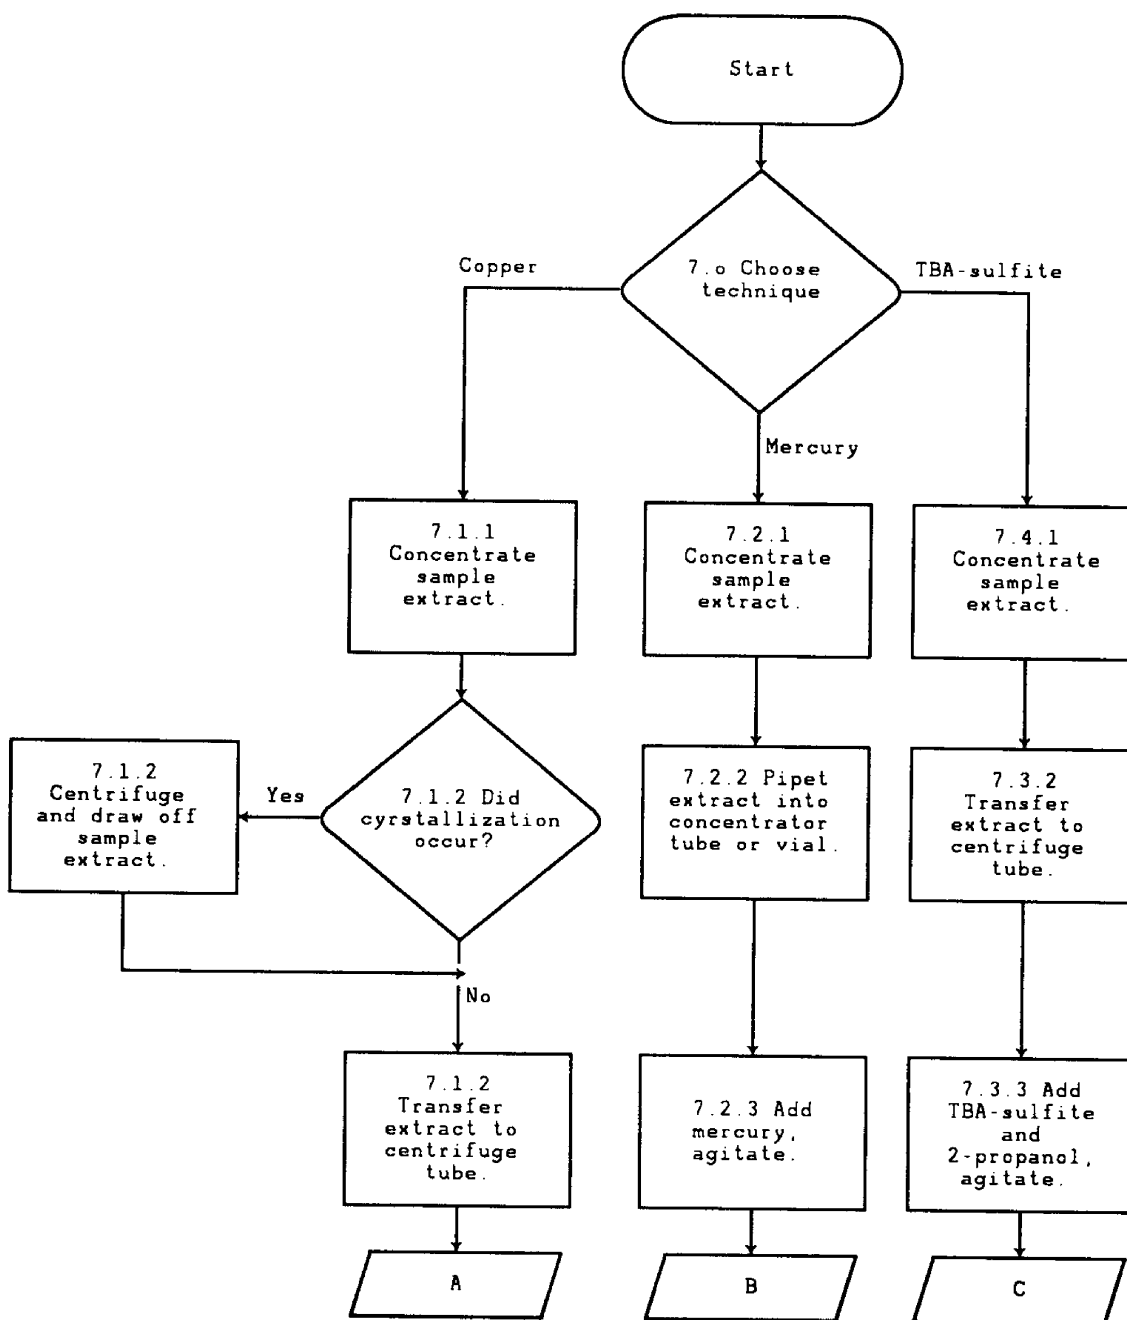 Start
7.o Choose
technique
Copper
TBA-sulfite
Mercury
7.1.1
Concentrate
sample
extract.
7.2.1
Concentrate
sample
extract.
7.4.1
Concentrate
sample
extract.
7.1.2
Centrifuge
and draw off
sample
extract.
Yes
7.1.2 Did
cyrstallization
occur?
7.2.2 Pipet
extract into
concentrator
tube or vial.
7.3.2
Transfer
extract to
centrifuge
tube.
No
7.1.2
Transfer
extract to
centrifuge
tube.
7.2.3 Add
mercury,
agitate.
7.3.3 Add
TBA-sulfite
and
2-propanol,
agitate.
A
B
C